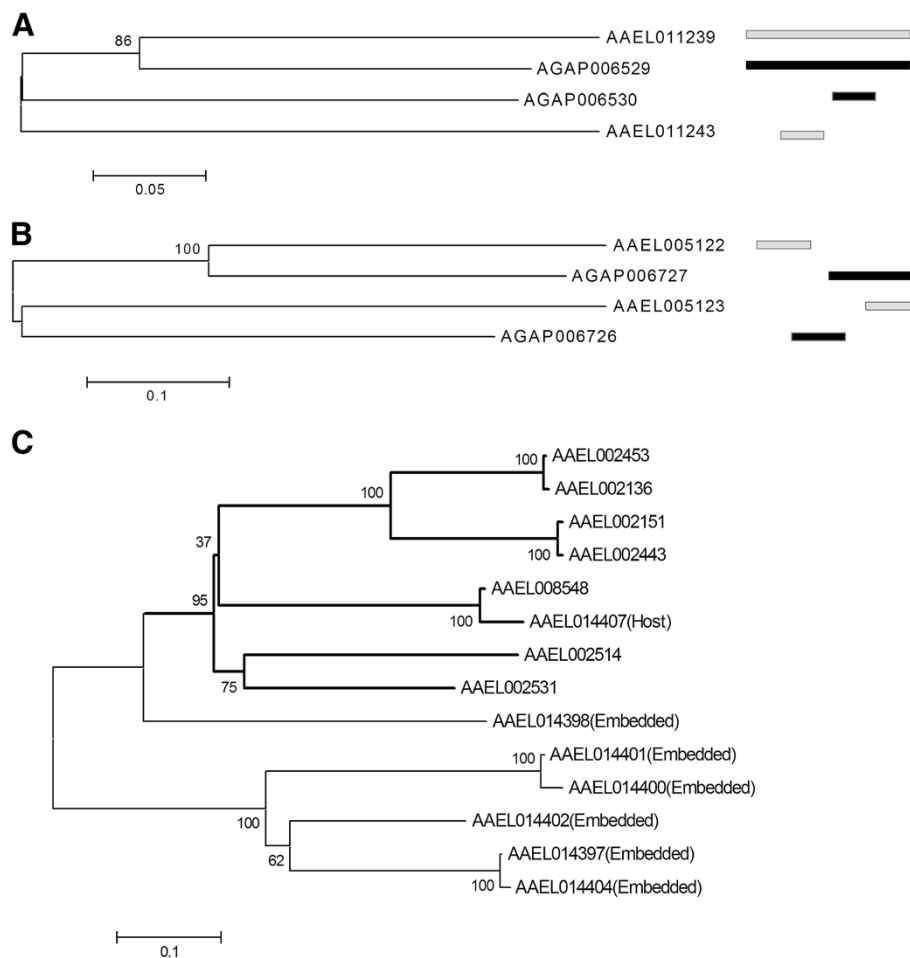 A
86
AAEL011239
AGAP006529
AGAP006530
AAEL011243
0.05
B
100
AAEL005122
AGAP006727
AAEL005123
AGAP006726
0.1
C
100
AAEL002453
100
AAEL002136
AAEL002151
100
AAEL002443
37
AAEL008548
95
100
AAEL014407(Host)
AAEL002514
75
AAEL002531
AAEL014398(Embedded)
100
AAEL014401(Embedded)
AAEL014400(Embedded)
100
AAEL014402(Embedded)
62
AAEL014397(Embedded)
100
AAEL014404(Embedded)
0.1